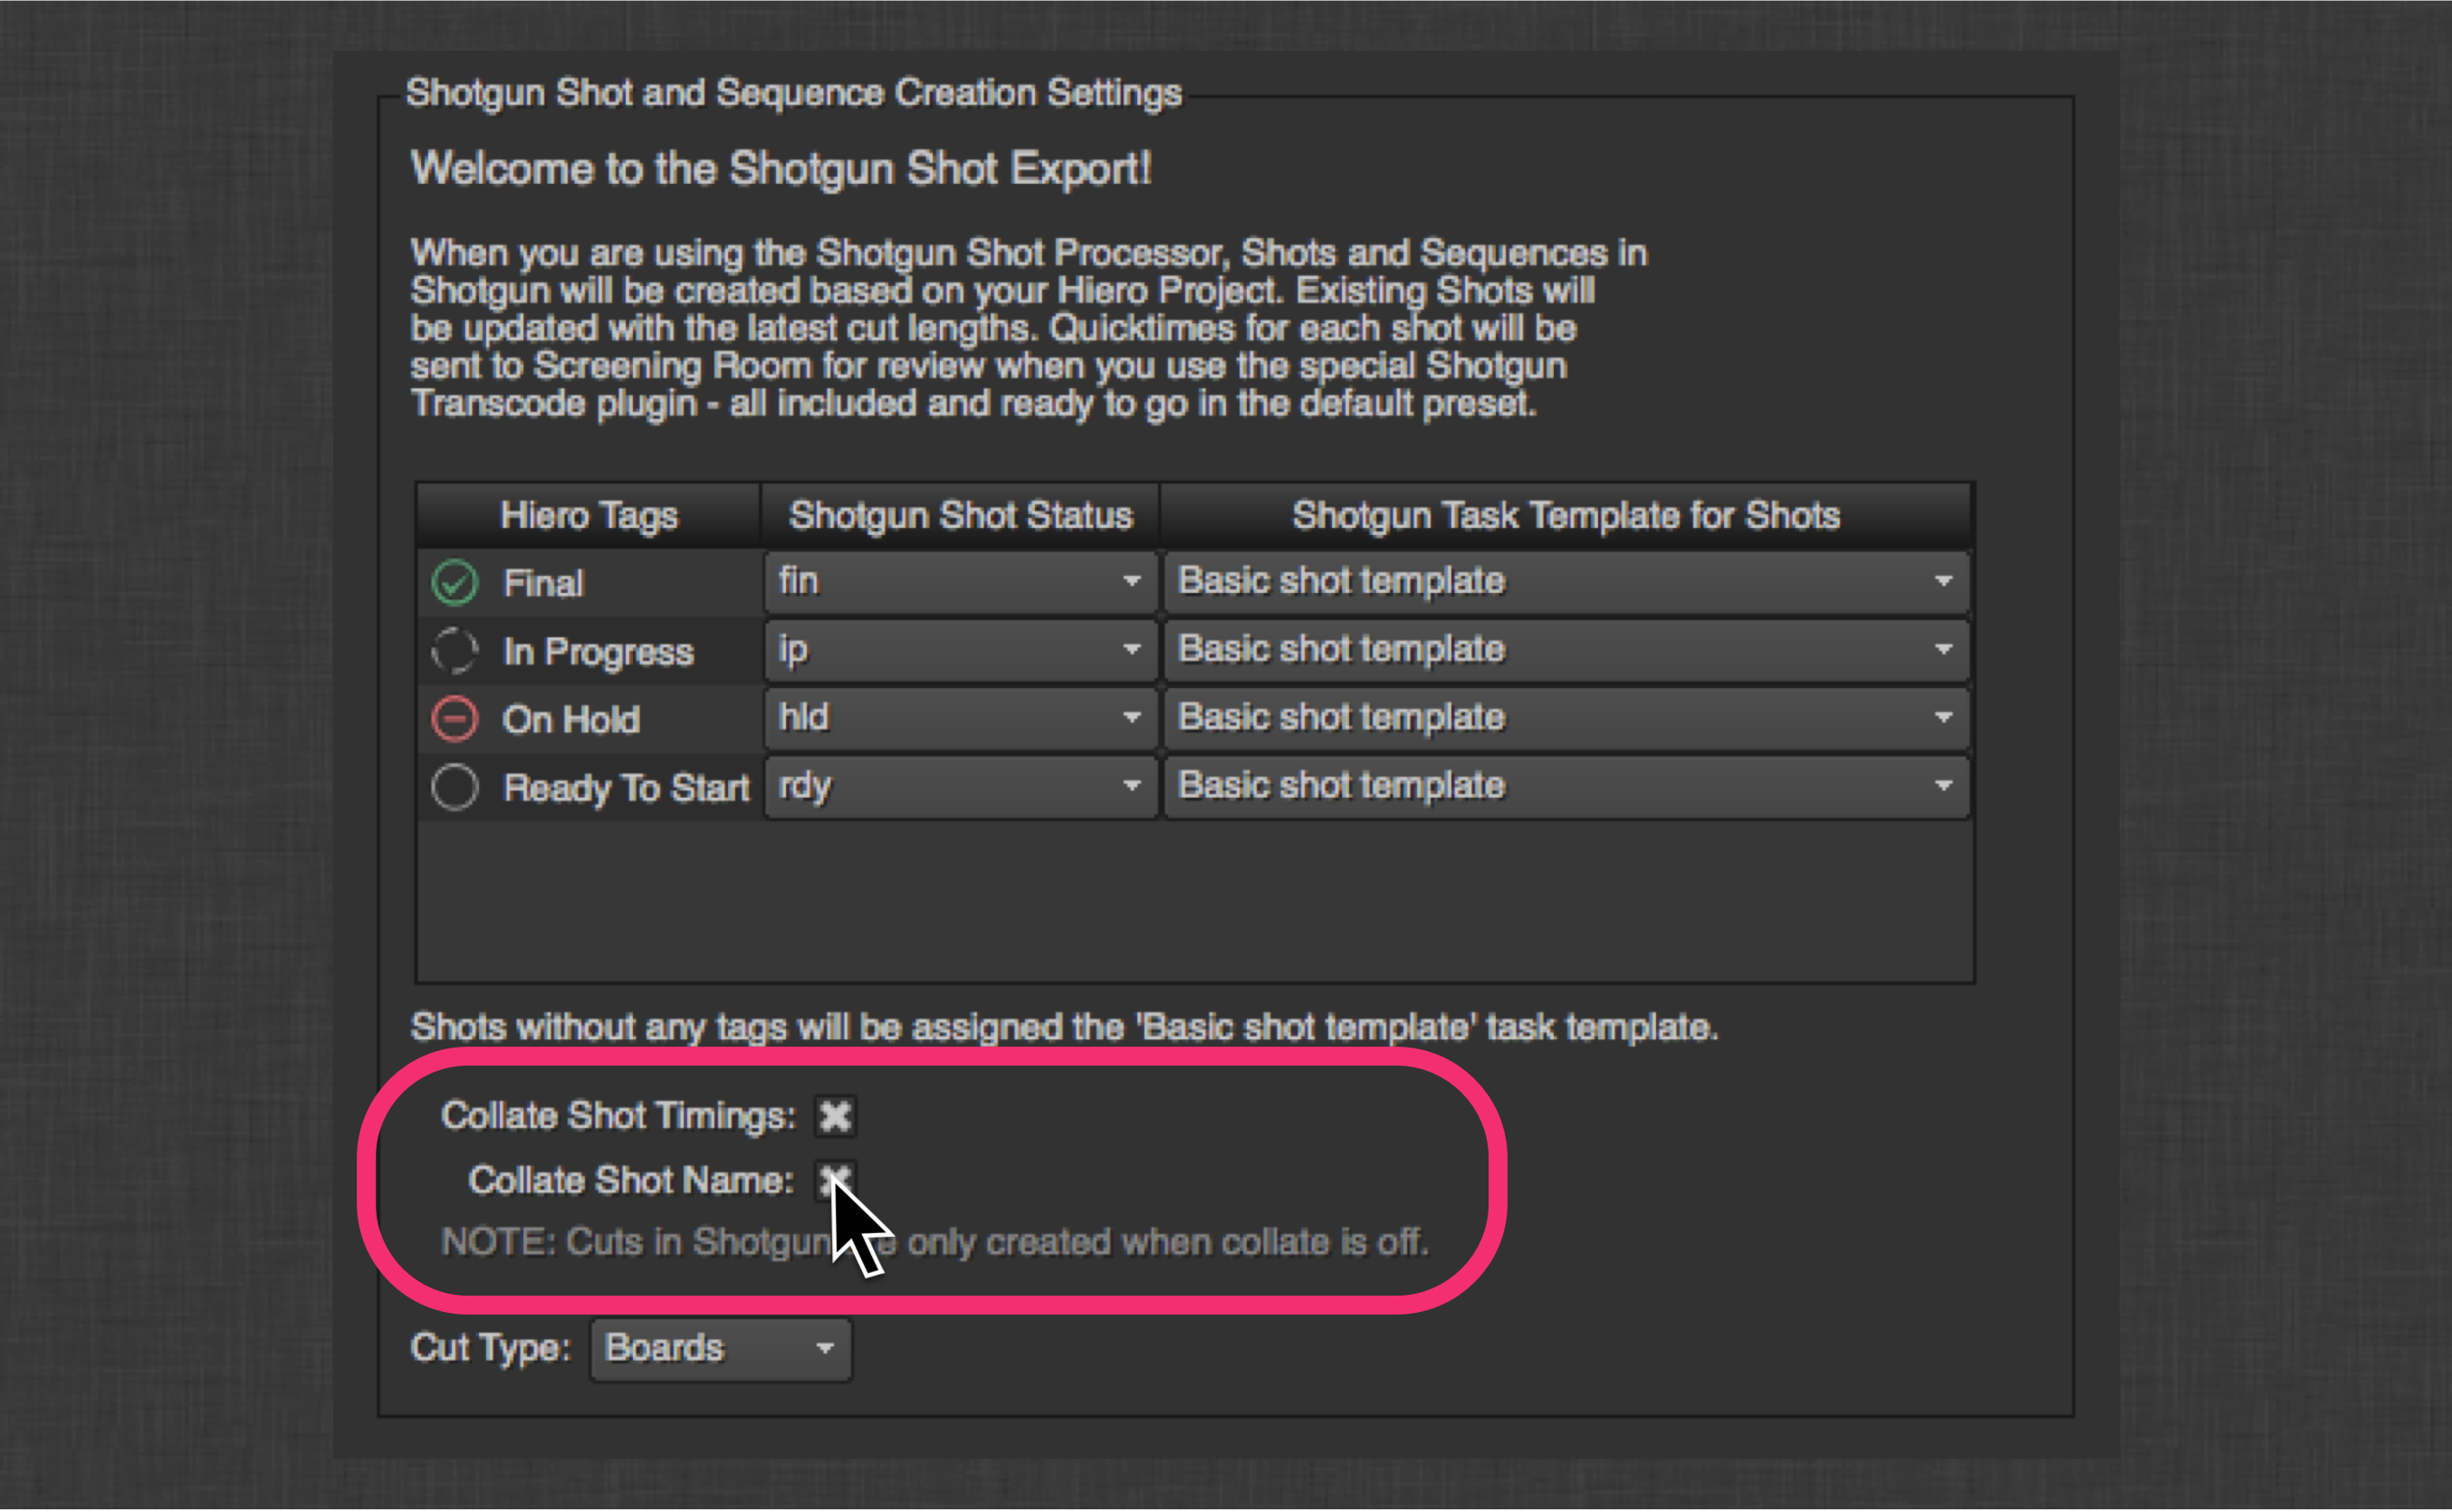 Shotgun Shot and Sequence Creation Settings
Welcome to the Shotgun Shot Export!
When you are using the Shotgun Shot Processor, Shots and Sequences in
Shotgun will be created based on your Hiero Project. Existing Shots will
be updated with the latest cut lengths. Quicktimes for each shot will be
sent to Screening Room for review when you use the special Shotgun
Transcode plugin - all included and ready to go in the default preset.
Hiero Tags Shotgun Shot Status Shotgun Task Template for Shots
Final fin Basic shot template
In Progress ip Basic shot template
On Hold hld Basic shot template
Ready To Start rdy Basic shot template
Shots without any tags will be assigned the 'Basic shot template' task template.
Collate Shot Timings:
Collate Shot Name:
NOTE: Cuts in Shotgun only created when collate is off.
Cut Type: Boards